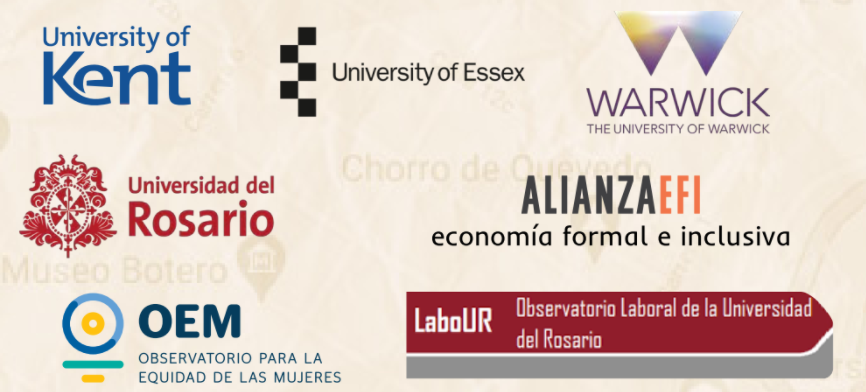 University of
Kent
University of Essex
WARWICK
THE UNIVERSITY OF WARWICK
Chorro de Quevedo
Universidad del
Rosario
ALIANZAEFI
economía formal e inclusiva
Museo Botero
OEM
OBSERVATORIO PARA LA
EQUIDAD DE LAS MUJERES
LaboUR
Observatorio Laboral de la Universidad
del Rosario